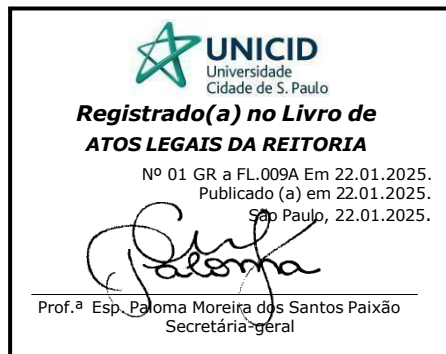 UNICID
Universidade
Cidade de S. Paulo
Registrado(a) no Livro de
ATOS LEGAIS DA REITORIA
Nº 01 GR a FL.009A Em 22.01.2025.
Publicado (a) em 22.01.2025.
São Paulo, 22.01.2025.
Paloma
Prof.ª Esp. Paloma Moreira dos Santos Paixão
Secretária-geral